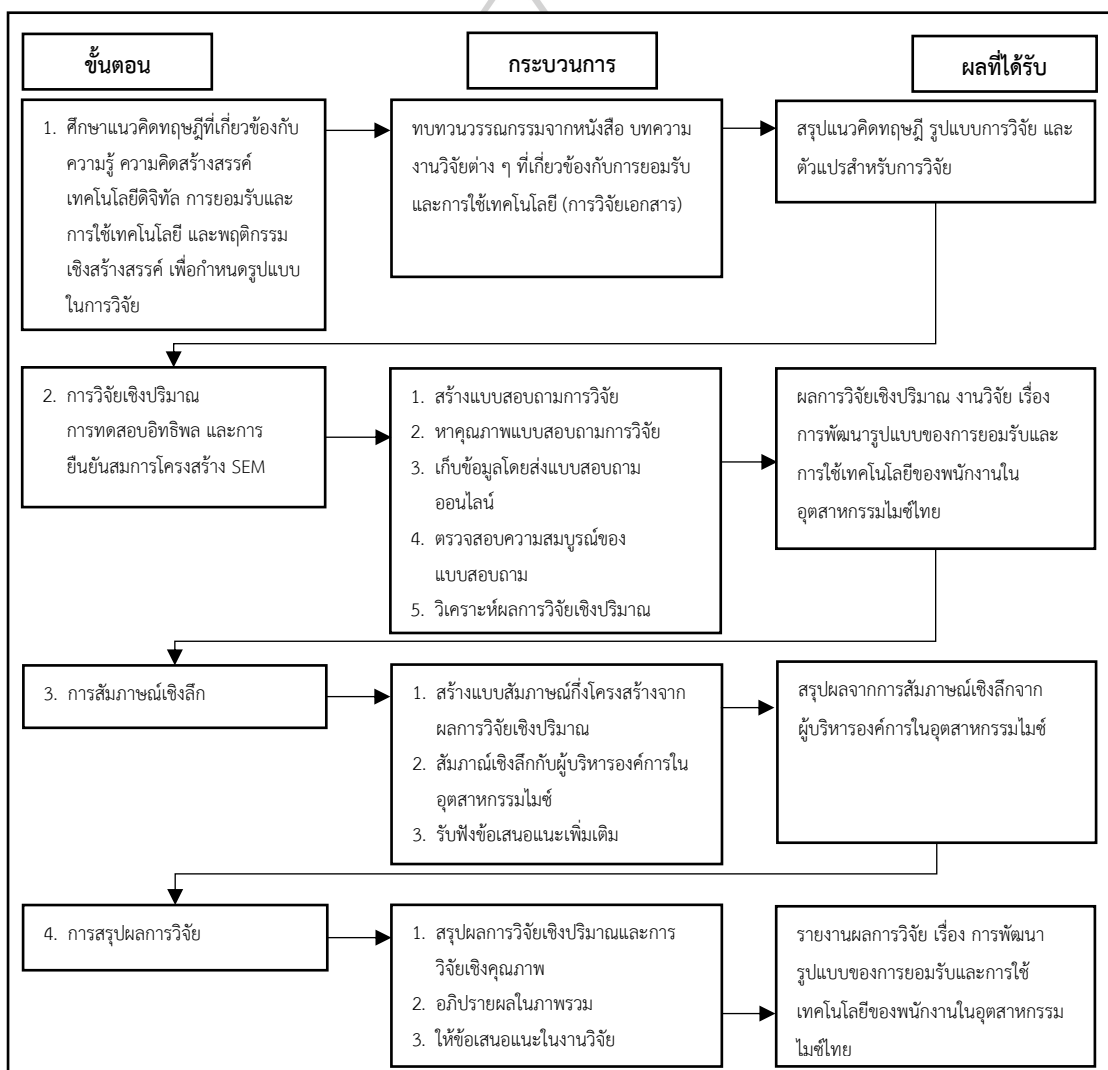 ขั้นตอน
กระบวนการ
ผลที่ได้รับ
1. ศึกษาแนวคิดทฤษฎีที่เกี่ยวข้องกับ
ความรู้ ความคิดสร้างสรรค์
เทคโนโลยีดิจิทัล การยอมรับและ
การใช้เทคโนโลยี และพฤติกรรม
เชิงสร้างสรรค์ เพื่อกำหนดรูปแบบ
ในการวิจัย
ทบทวนวรรณกรรมจากหนังสือ บทความ
งานวิจัยต่าง ๆ ที่เกี่ยวข้องกับการยอมรับ
และการใช้เทคโนโลยี (การวิจัยเอกสาร)
สรุปแนวคิดทฤษฎี รูปแบบการวิจัย และ
ตัวแปรสำหรับการวิจัย
2. การวิจัยเชิงปริมาณ
การทดสอบอิทธิพล และการ
ยืนยันสมการโครงสร้าง SEM
1. สร้างแบบสอบถามการวิจัย
2. หาคุณภาพแบบสอบถามการวิจัย
3. เก็บข้อมูลโดยส่งแบบสอบถาม
ออนไลน์
4. ตรวจสอบความสมบูรณ์ของ
แบบสอบถาม
5. วิเคราะห์ผลการวิจัยเชิงปริมาณ
ผลการวิจัยเชิงปริมาณ งานวิจัย เรื่อง
การพัฒนารูปแบบของการยอมรับและ
การใช้เทคโนโลยีของพนักงานใน
อุตสาหกรรมไมซ์ไทย
3. การสัมภาษณ์เชิงลึก
1. สร้างแบบสัมภาษณ์กึ่งโครงสร้างจาก
ผลการวิจัยเชิงปริมาณ
2. สัมภาณ์เชิงลึกกับผู้บริหารองค์การใน
อุตสาหกรรมไมซ์
3. รับฟังข้อเสนอแนะเพิ่มเติม
สรุปผลจากการสัมภาษณ์เชิงลึกจาก
ผู้บริหารองค์การในอุตสาหกรรมไมซ์
4. การสรุปผลการวิจัย
1. สรุปผลการวิจัยเชิงปริมาณและการ
วิจัยเชิงคุณภาพ
2. อภิปรายผลในภาพรวม
3. ให้ข้อเสนอแนะในงานวิจัย
รายงานผลการวิจัย เรื่อง การพัฒนา
รูปแบบของการยอมรับและการใช้
เทคโนโลยีของพนักงานในอุตสาหกรรม
ไมซ์ไทย